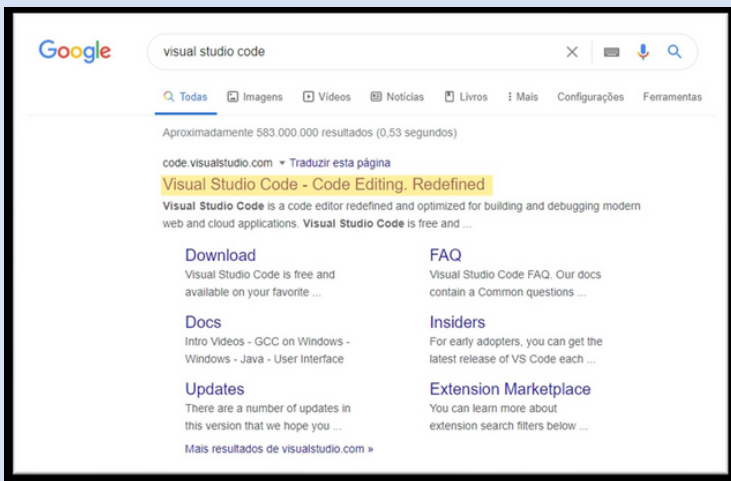 Google
visual studio code
Todas Imagens Vídeos Notícias Livros Mais Configurações Ferramentas
Aproximadamente 583.000.000 resultados (0,53 segundos)
code.visualstudio.com Traduzir esta página
Visual Studio Code - Code Editing. Redefined
Visual Studio Code is a code editor redefined and optimized for building and debugging modern
web and cloud applications. Visual Studio Code is free and ...
Download
Visual Studio Code is free and
available on your favorite ...
FAQ
Visual Studio Code FAQ. Our docs
contain a Common questions ...
Docs
Intro Videos - GCC on Windows -
Windows - Java - User Interface
Insiders
For early adopters, you can get the
latest release of VS Code each ...
Updates
There are a number of updates in
this version that we hope you ...
Extension Marketplace
You can learn more about
extension search filters below ...
Mais resultados de visualstudio.com »